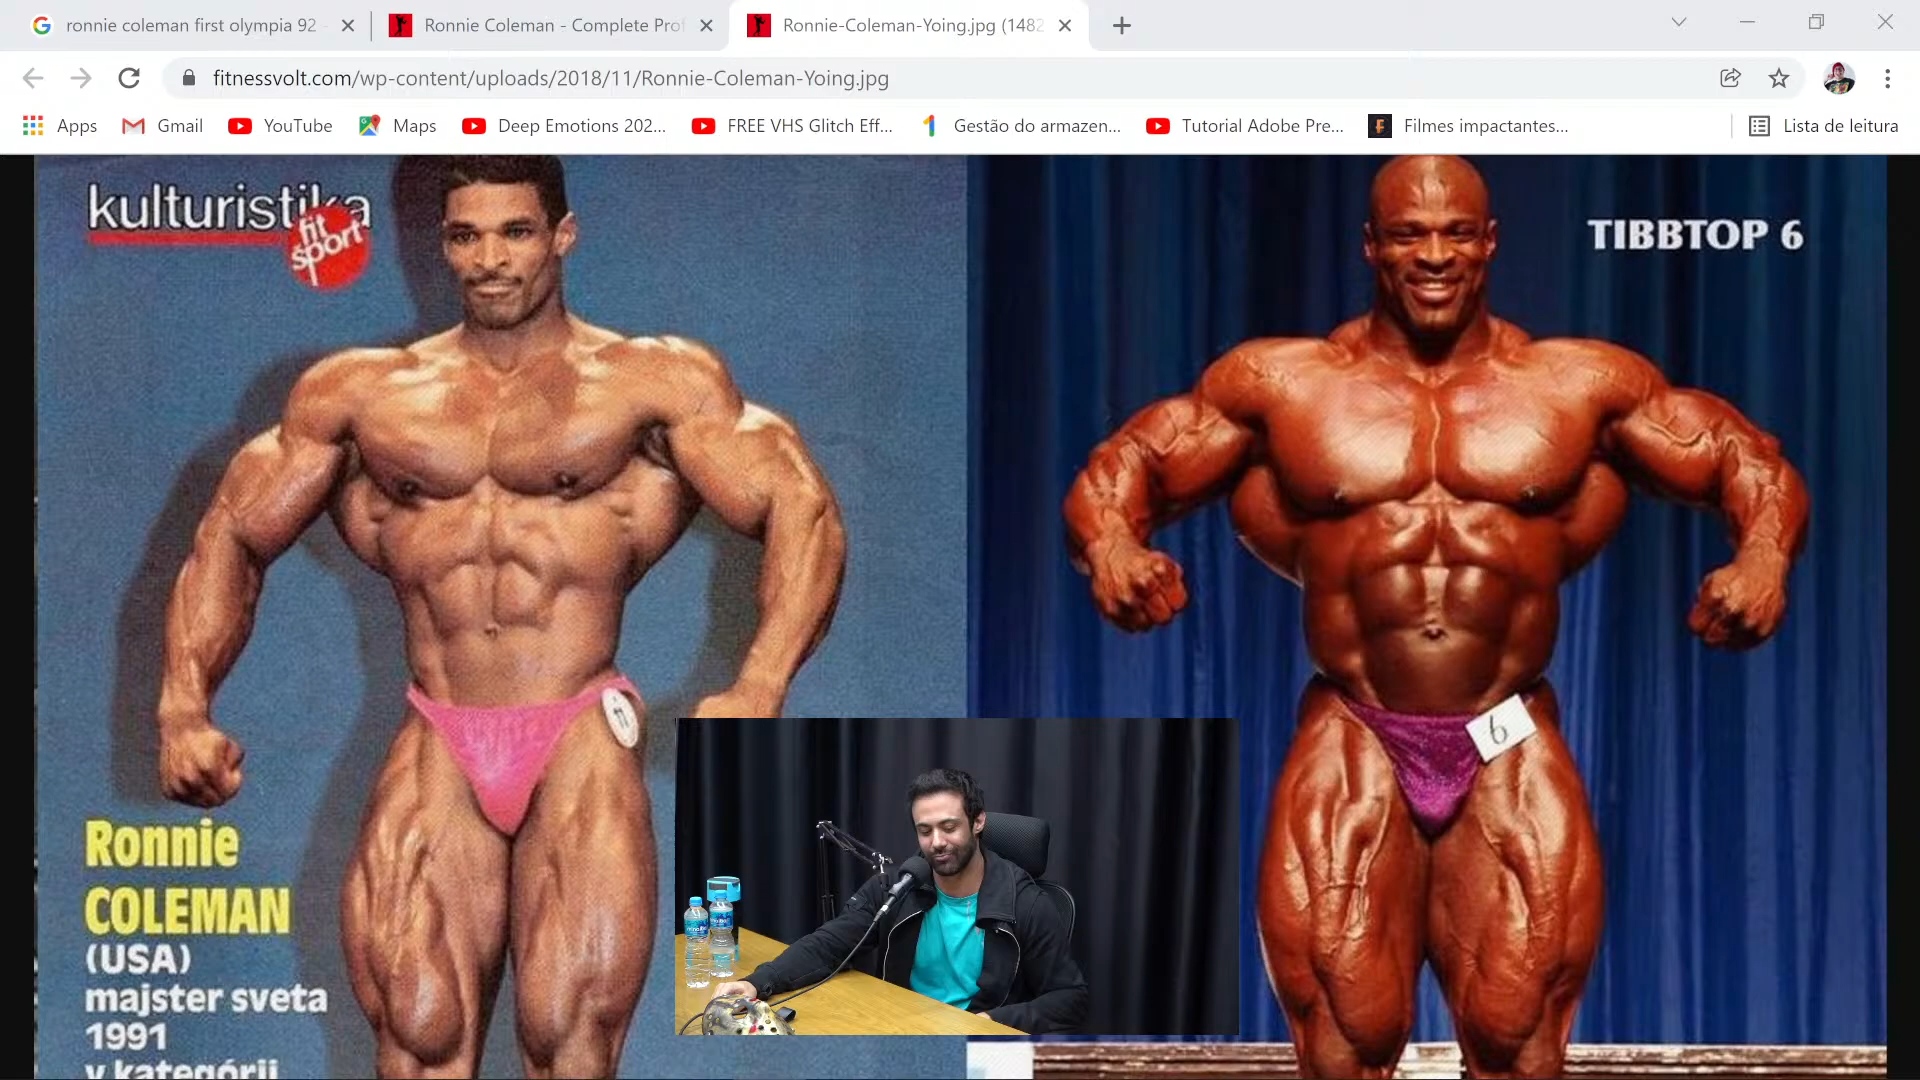 ronnie coleman first olympia 92
Ronnie Coleman - Complete Prof
Ronnie-Coleman-Yoing.jpg (1482
fitnessvolt.com/wp-content/uploads/2018/11/Ronnie-Coleman-Yoing.jpg
Apps
Gmail
YouTube
Maps
Deep Emotions 202...
FREE VHS Glitch Eff...
Gestão do armazen...
Tutorial Adobe Pre...
Filmes impactantes...
Lista de leitura
kulturistika
fit
šport
TIBBTOP 6
6
Ronnie
COLEMAN
(USA)
majster sveta
1991
v kategórii